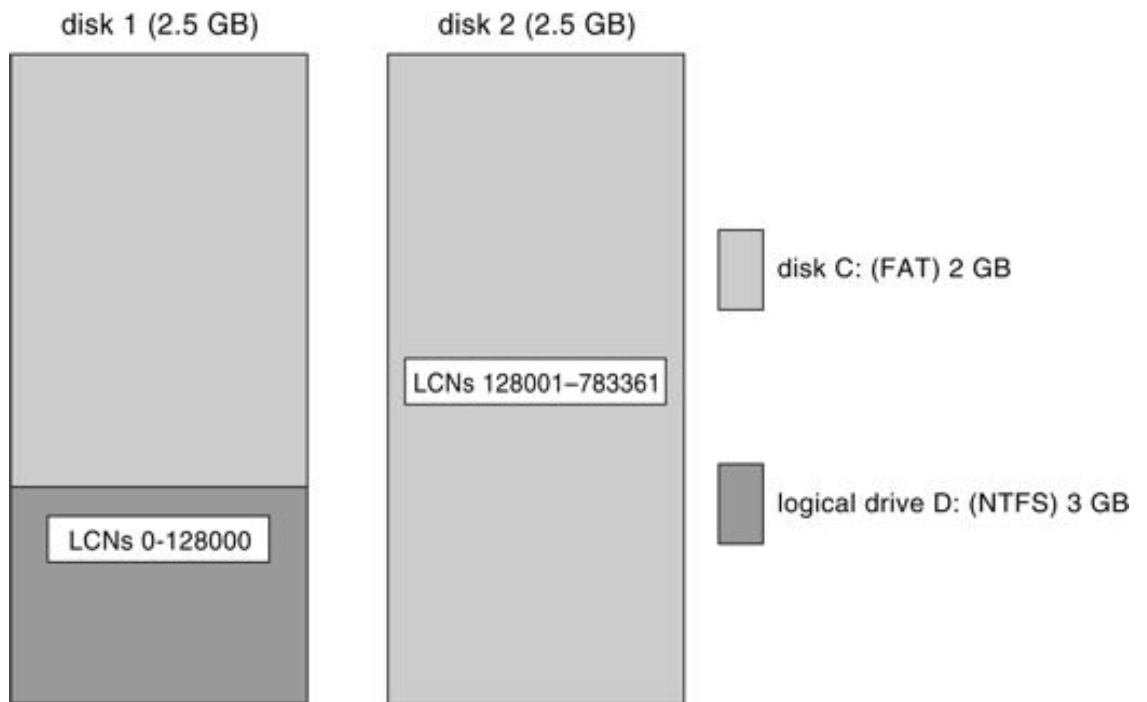 disk 1 (2.5 GB)
disk 2 (2.5 GB)
disk C: (FAT) 2 GB
LCNs 128001–783361
logical drive D: (NTFS) 3 GB
LCNs 0-128000